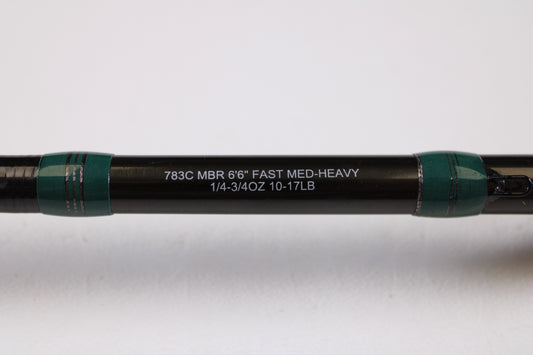 783C MBR 6'6" FAST MED-HEAVY
1/4-3/4OZ 10-17LB